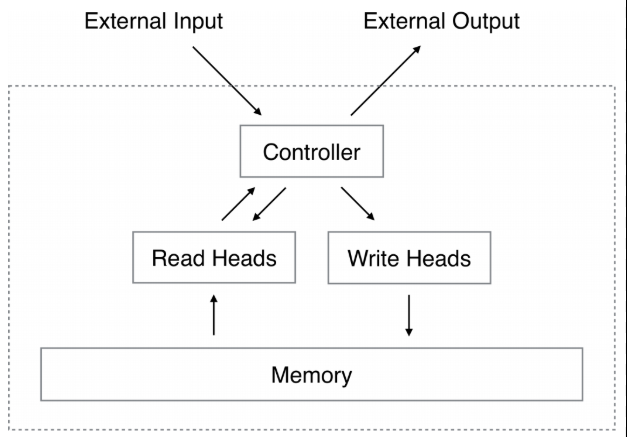 External Input
External Output
Controller
Read Heads
Write Heads
Memory